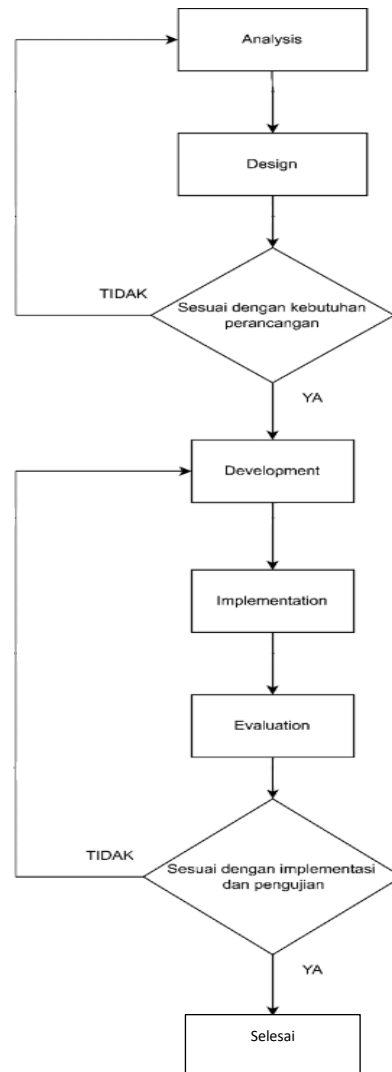 Analysis
Design
TIDAK
Sesuai dengan kebutuhan
perancangan
YA
Development
Implementation
Evaluation
TIDAK
Sesuai dengan implementasi
dan pengujian
YA
Selesai